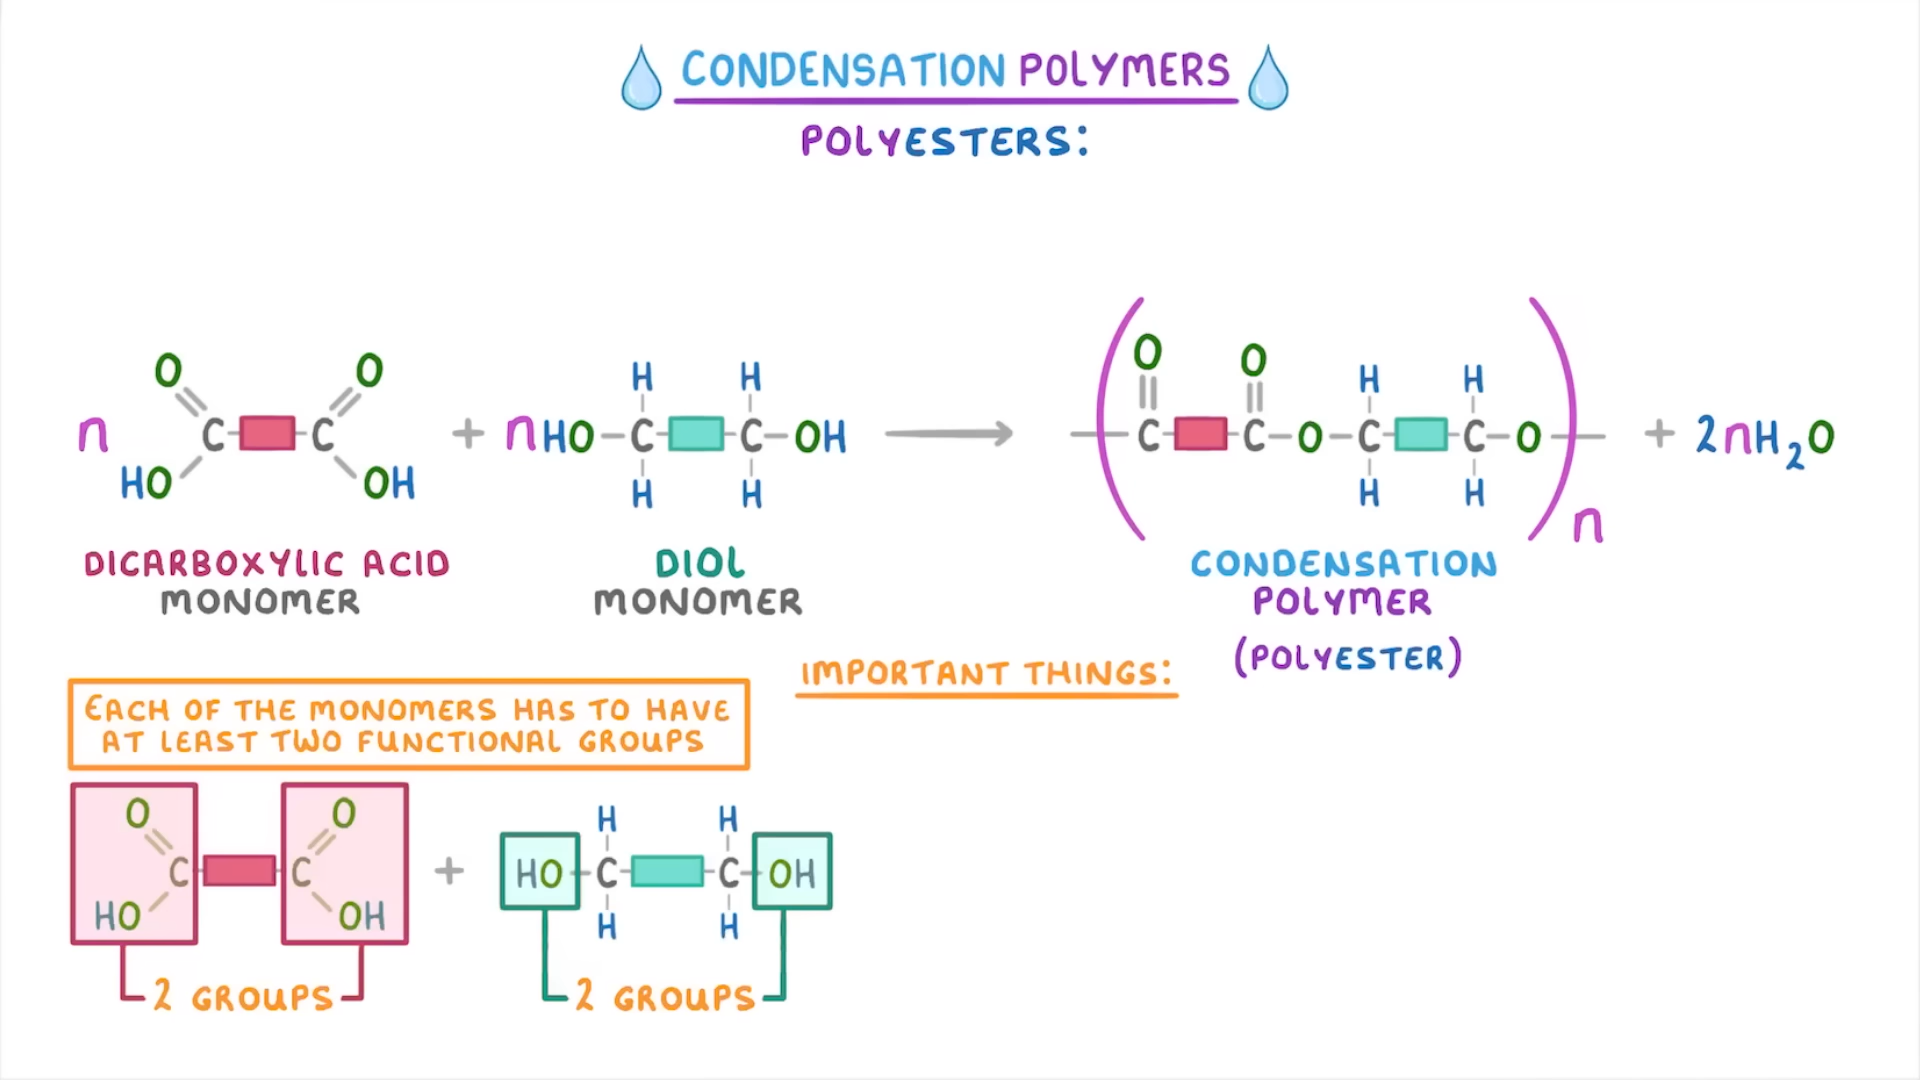 CONDENSATION POLYMERS
POLYESTERS:
O O H H O O H H
n C C + nHO C C OH C C O C C O + 2nH2O
HO OH H H H H
n
DICARBOXYLIC ACID MONOMER
DIOL MONOMER
CONDENSATION POLYMER
(POLYESTER)
IMPORTANT THINGS:
EACH OF THE MONOMERS HAS TO HAVE
AT LEAST TWO FUNCTIONAL GROUPS
O O H H
C C + HO C C OH
HO OH H H
2 GROUPS 2 GROUPS